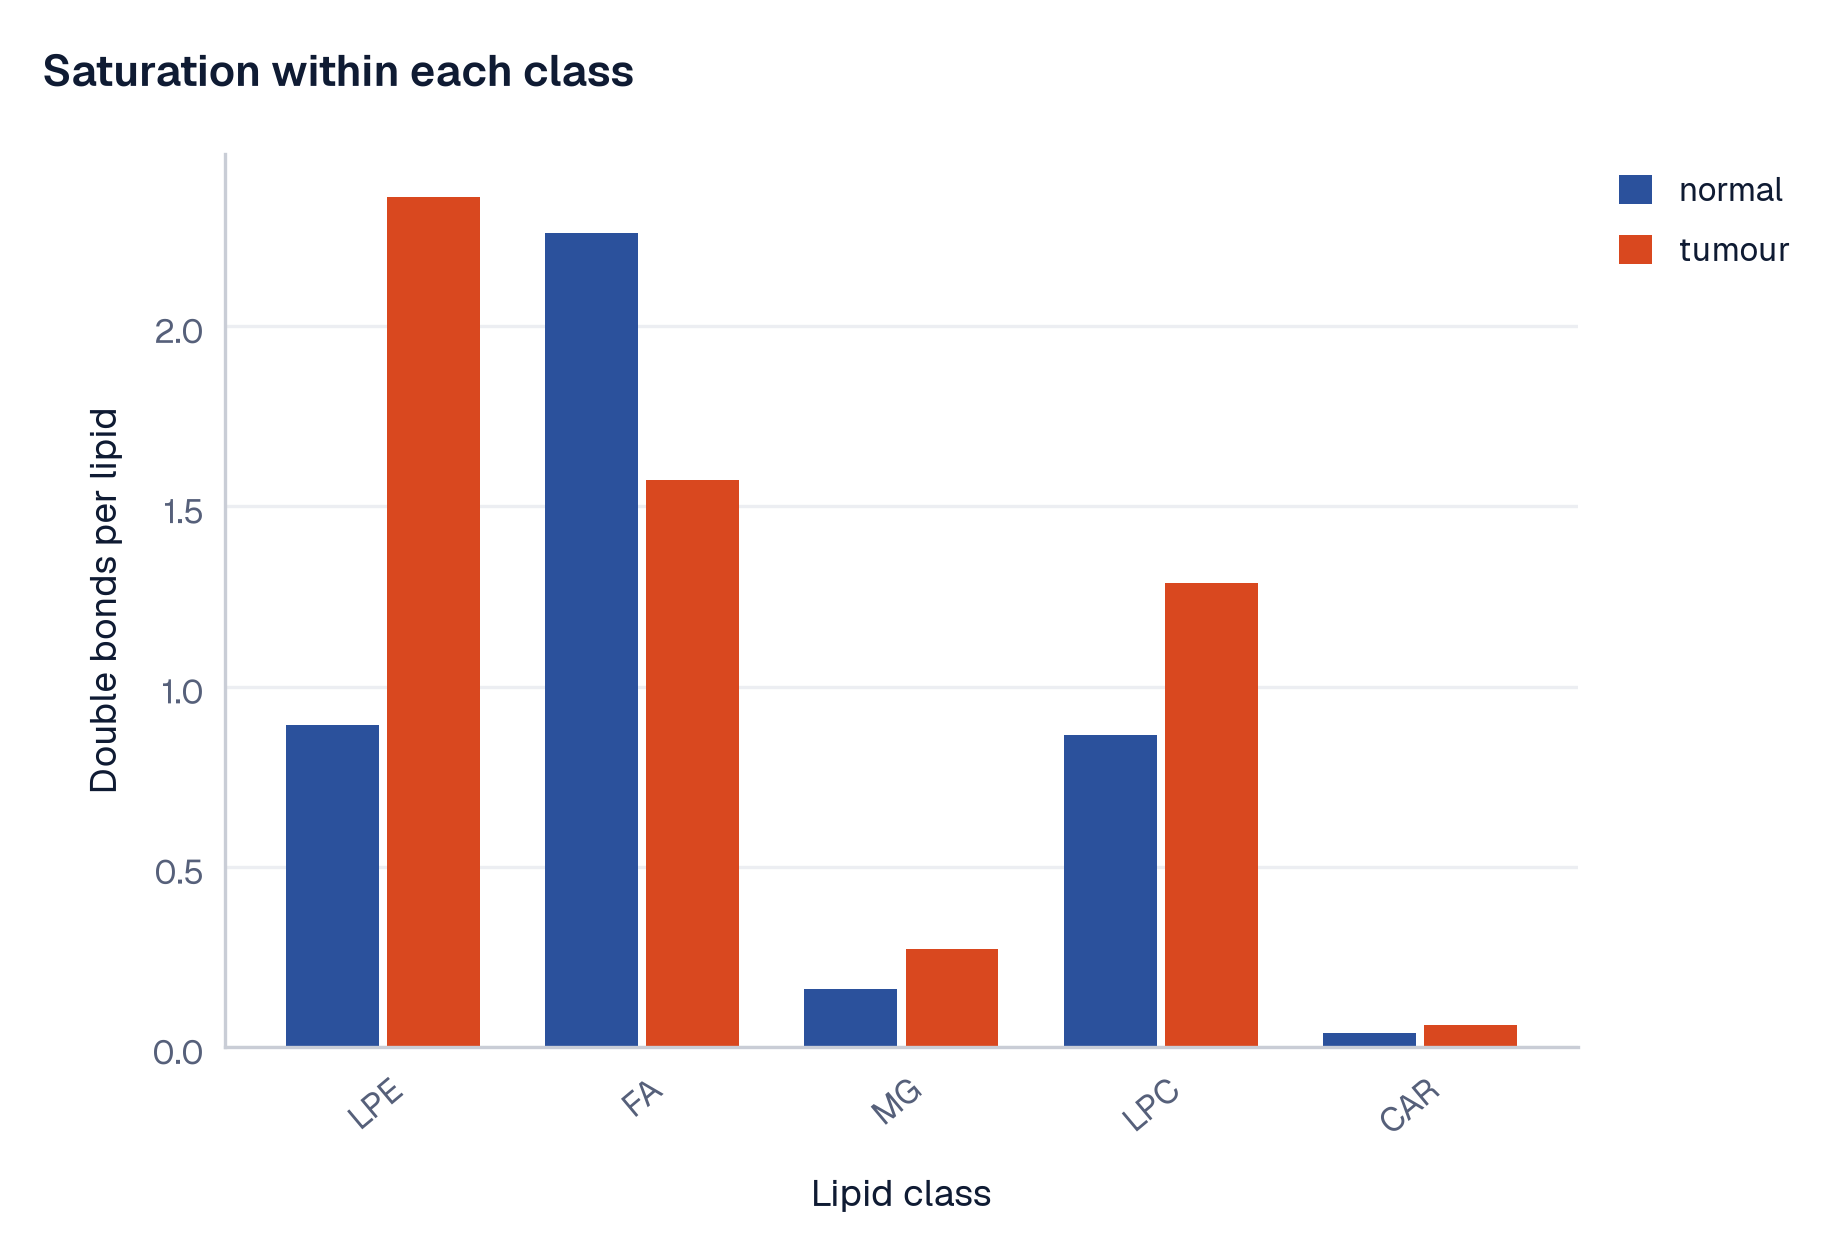 Saturation within each class
normal
tumour
Double bonds per lipid
2.0
1.5
1.0
0.5
0.0
LPE
FA
MG
LPC
CAR
Lipid class